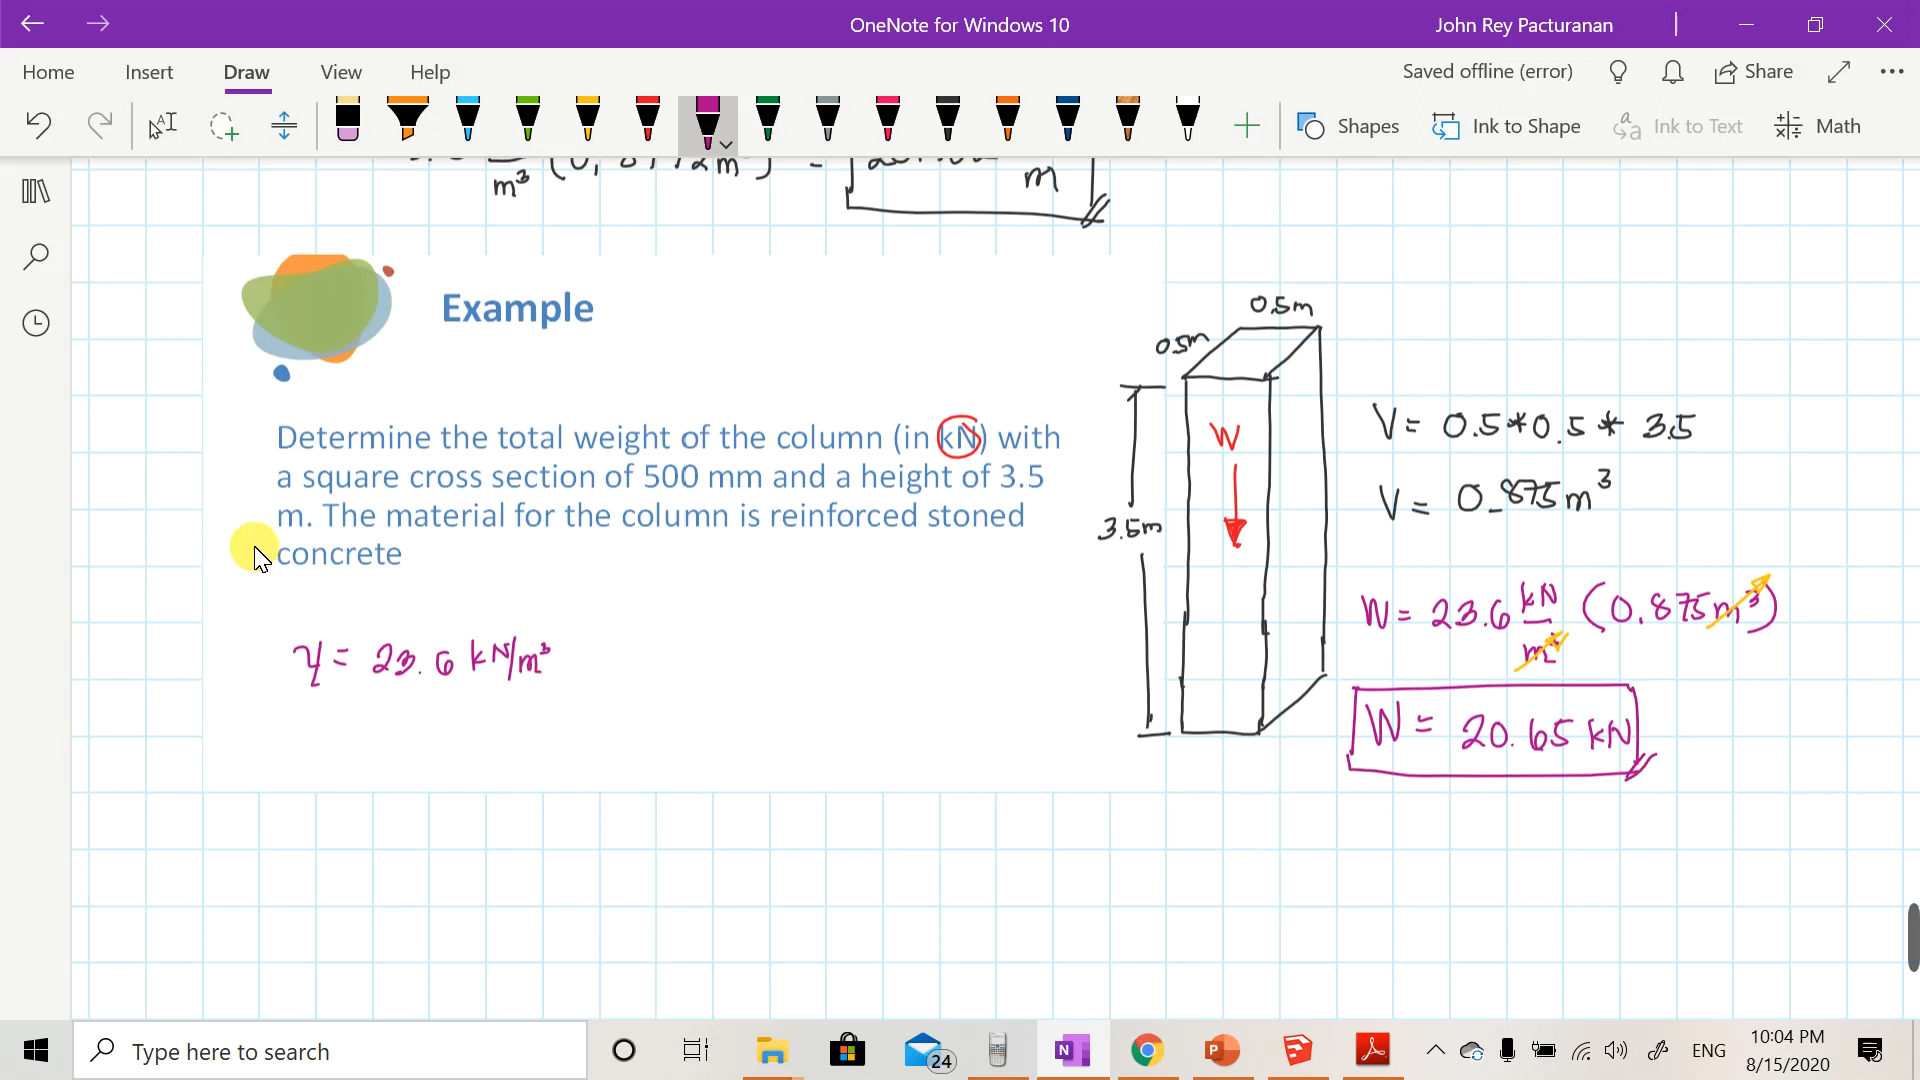 OneNote for Windows 10
John Rey Pacturanan
Home Insert Draw View Help
Saved offline (error)
Share
Shapes
Ink to Shape
Ink to Text
Math
m³
m
Example
Determine the total weight of the column (in kN) with
a square cross section of 500 mm and a height of 3.5
m. The material for the column is reinforced stoned
concrete
γ = 23.6 kN/m³
0.5m
0.5m
W
3.5m
V = 0.5*0.5 * 3.5
V = 0.875m³
W = 23.6 kN/m³ (0.875m³)
W = 20.65 kN
Type here to search
24
ENG
10:04 PM
8/15/2020